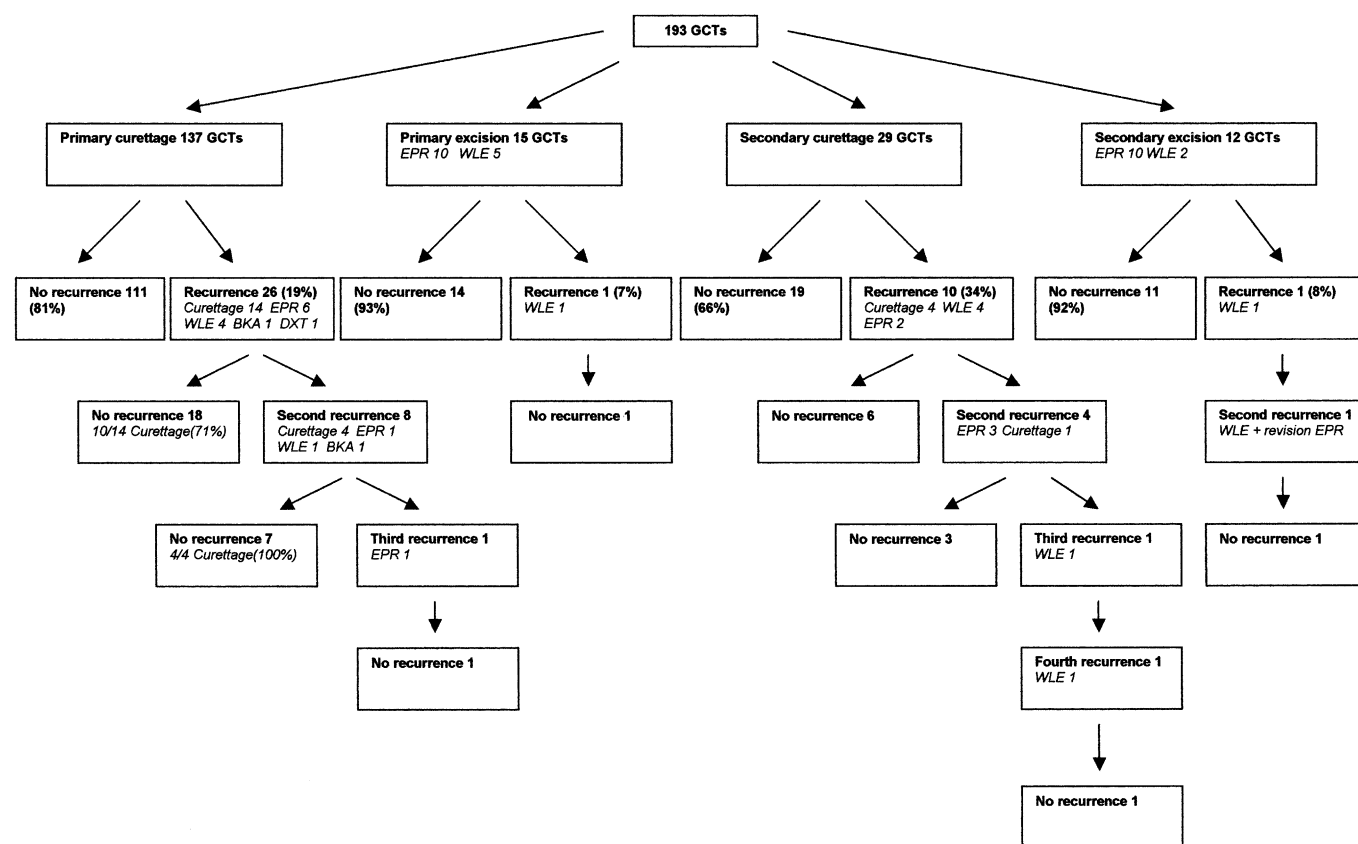 193 GCTs
Primary curettage 137 GCTs
Primary excision 15 GCTs
EPR 10 WLE 5
Secondary curettage 29 GCTs
Secondary excision 12 GCTs
EPR 10 WLE 2
No recurrence 111
(81%)
Recurrence 26 (19%)
Curettage 14 EPR 6
WLE 4 BKA 1 DXT 1
No recurrence 14
(93%)
Recurrence 1 (7%)
WLE 1
No recurrence 19
(66%)
Recurrence 10 (34%)
Curettage 4 WLE 4
EPR 2
No recurrence 11
(92%)
Recurrence 1 (8%)
WLE 1
No recurrence 18
10/14 Curettage(71%)
Second recurrence 8
Curettage 4 EPR 1
WLE 1 BKA 1
No recurrence 1
No recurrence 6
Second recurrence 4
EPR 3 Curettage 1
Second recurrence 1
WLE + revision EPR
No recurrence 7
4/4 Curettage(100%)
Third recurrence 1
EPR 1
No recurrence 3
Third recurrence 1
WLE 1
No recurrence 1
No recurrence 1
Fourth recurrence 1
WLE 1
No recurrence 1